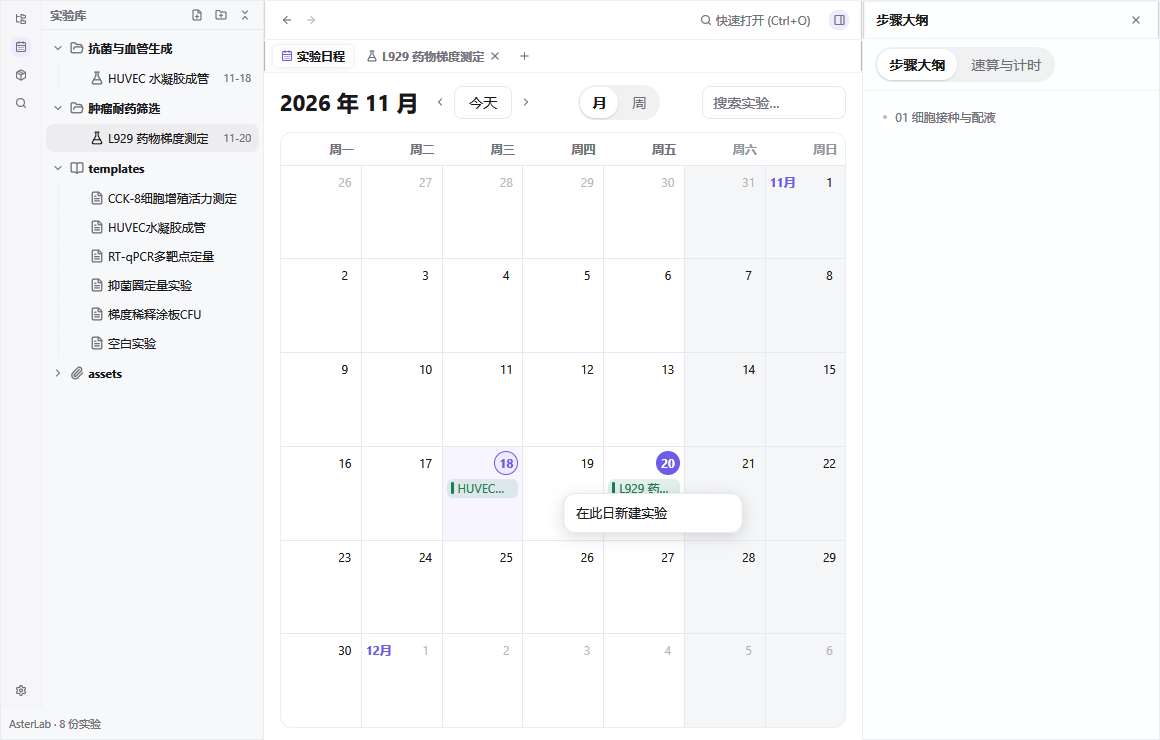 实验库
快速打开 (Ctrl+O)
步骤大纲
抗菌与血管生成
HUVEC 水凝胶成管 11-18
肿瘤耐药筛选
L929 药物梯度测定 11-20
templates
CCK-8细胞增殖活力测定
HUVEC水凝胶成管
RT-qPCR多靶点定量
抑菌圈定量实验
梯度稀释涂板CFU
空白实验
assets
AsterLab · 8 份实验
实验日程 L929 药物梯度测定
2026 年 11 月 今天 月 周 搜索实验...
周一 周二 周三 周四 周五 周六 周日
26 27 28 29 30 31 11月 1
2 3 4 5 6 7 8
9 10 11 12 13 14 15
16 17 18 19 20 21 22
HUVEC... L929 药...
在此日新建实验
23 24 25 26 27 28 29
30 12月 1 2 3 4 5 6
步骤大纲 速算与计时
01 细胞接种与配液